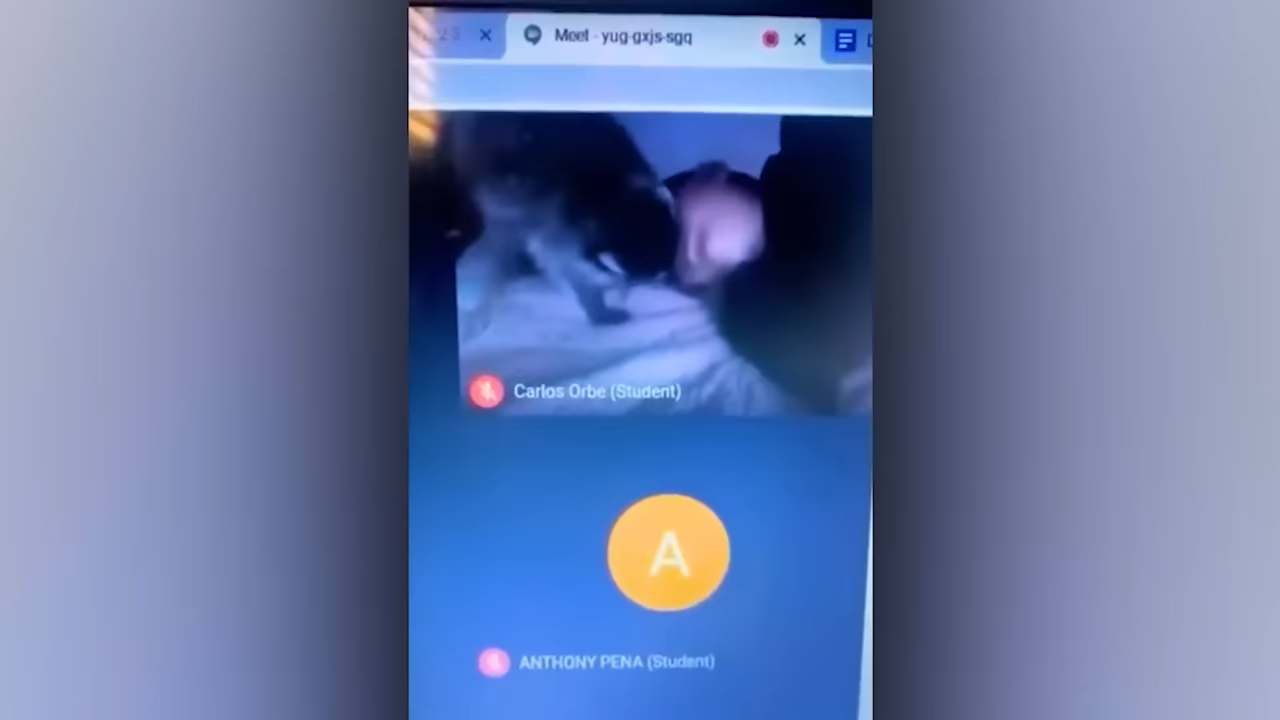 Meet - yug-gxjs-sgq
Carlos Orbe (Student)
A
ANTHONY PENA (Student)